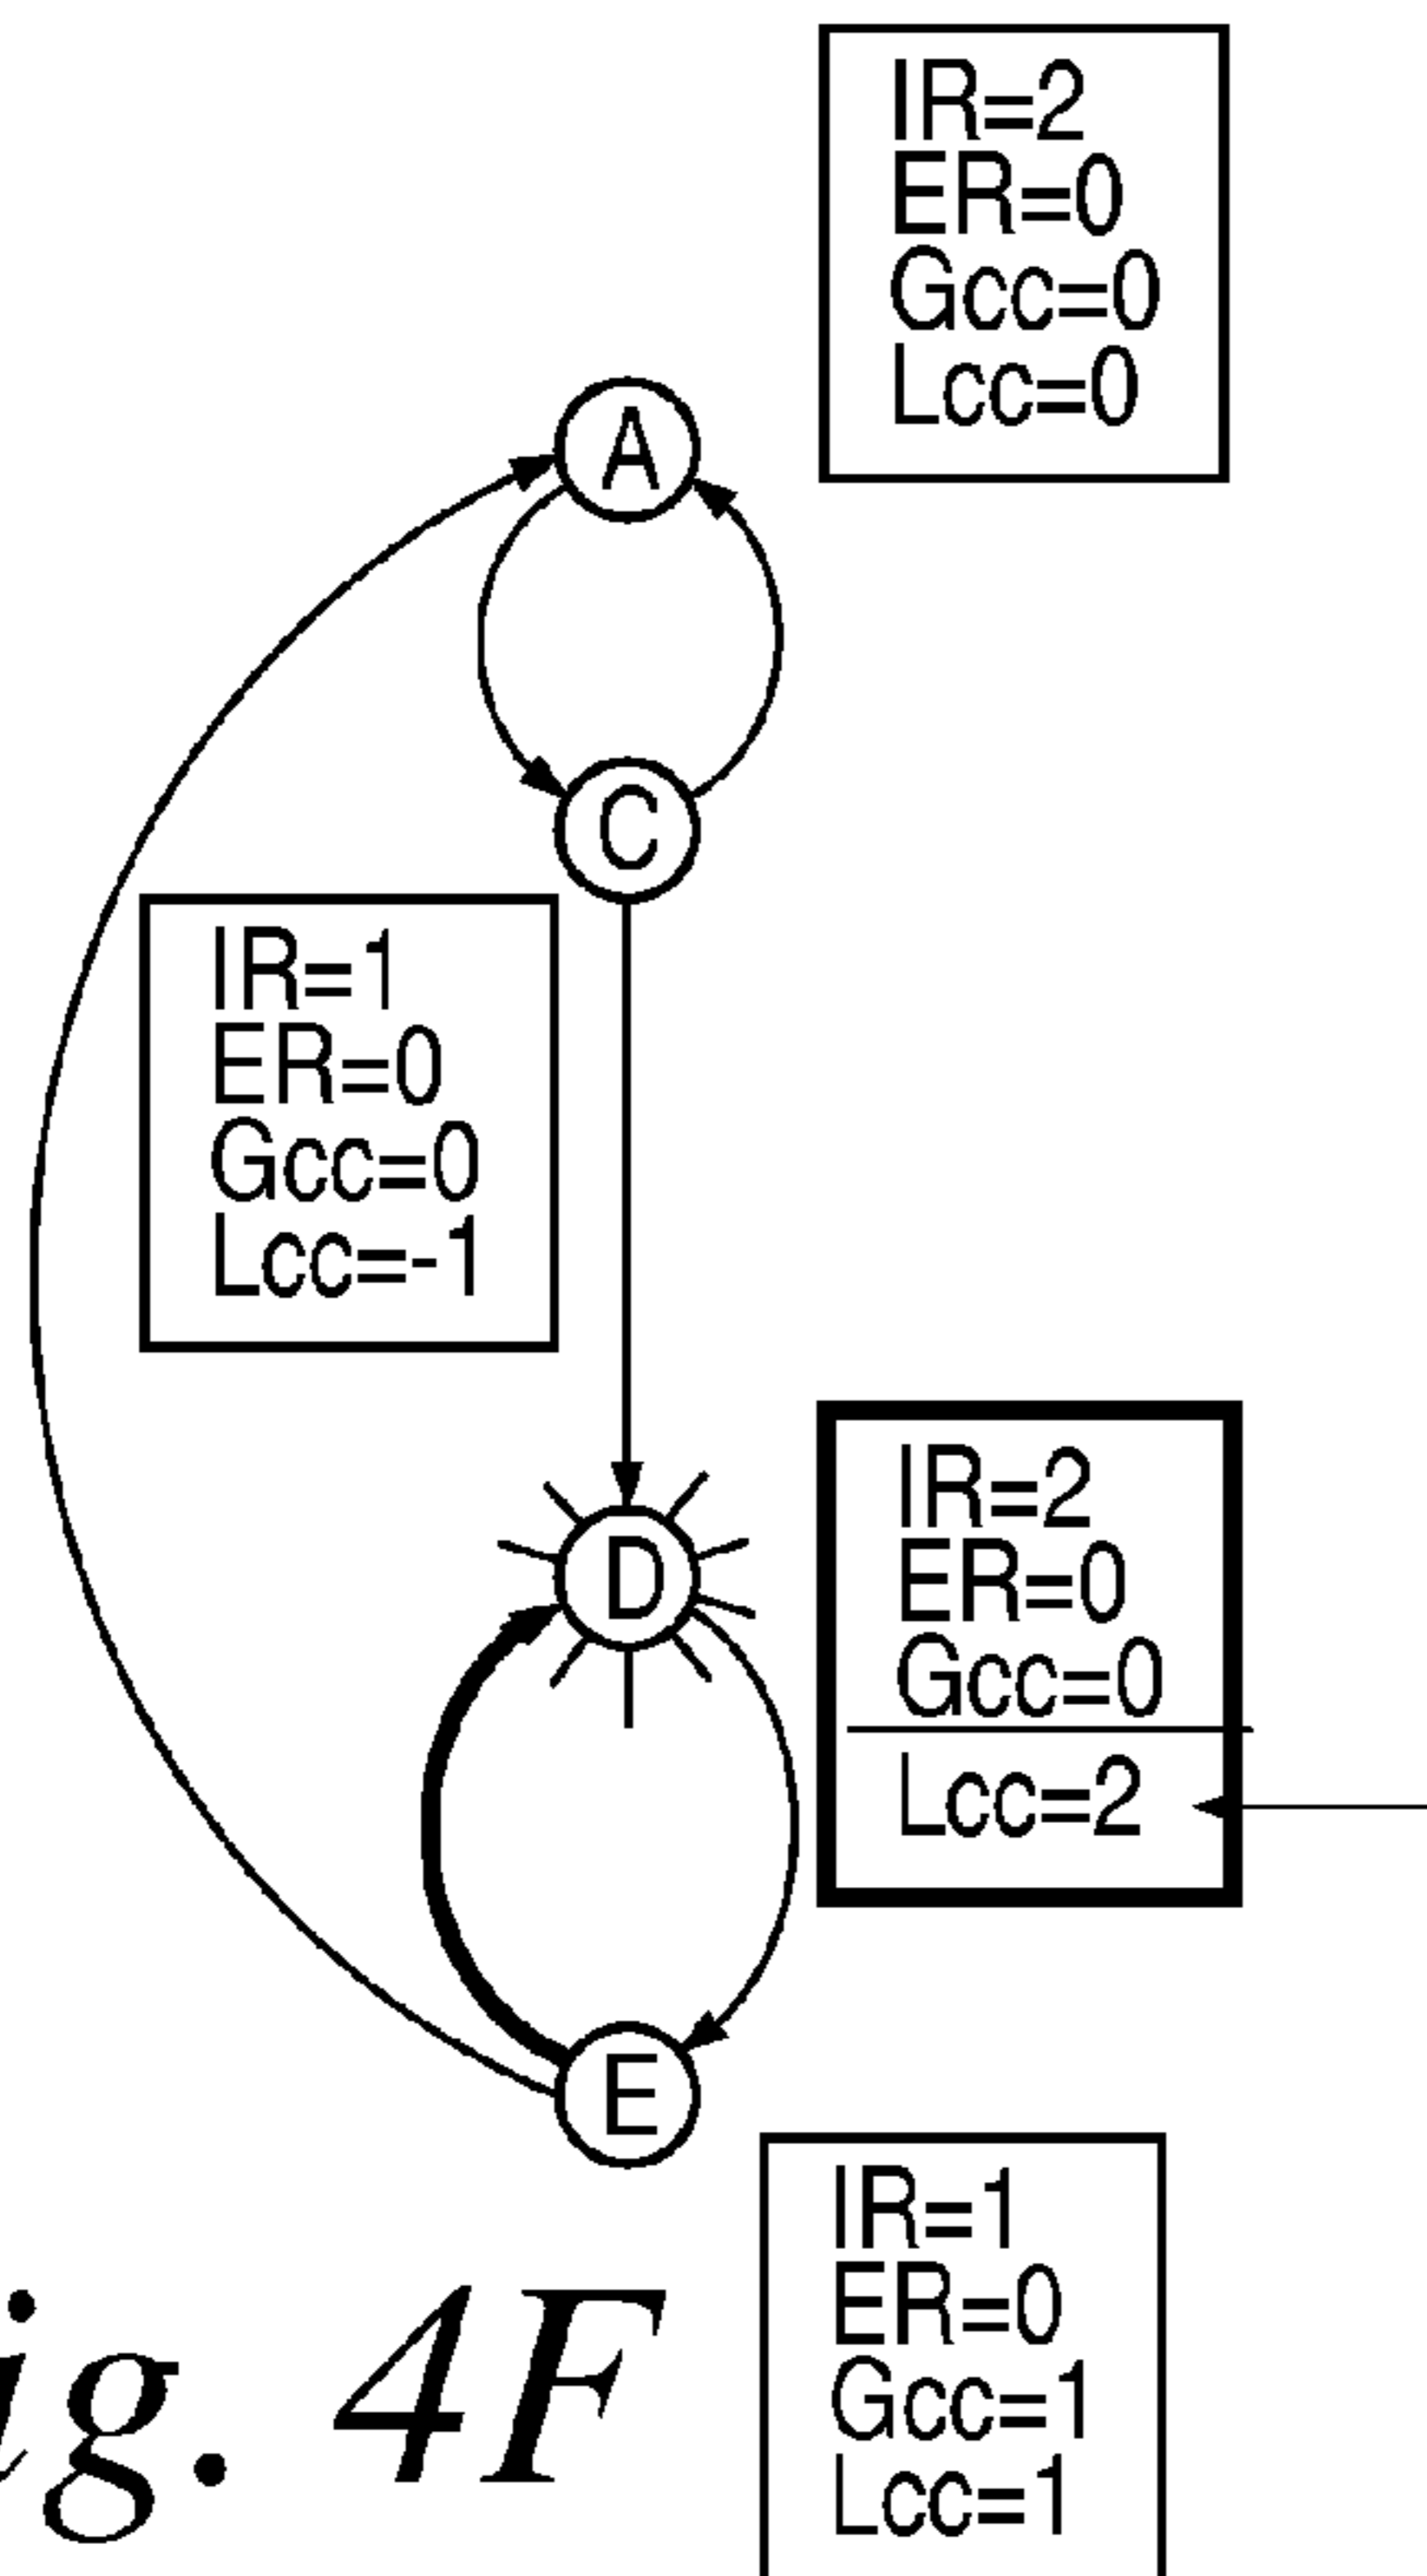 IR=2
ER=0
Gcc=0
Lcc=0
A
C
IR=1
ER=0
Gcc=0
Lcc=-1
IR=2
ER=0
Gcc=0
Lcc=2
D
E
IR=1
ER=0
Gcc=1
Lcc=1
ig. 4F